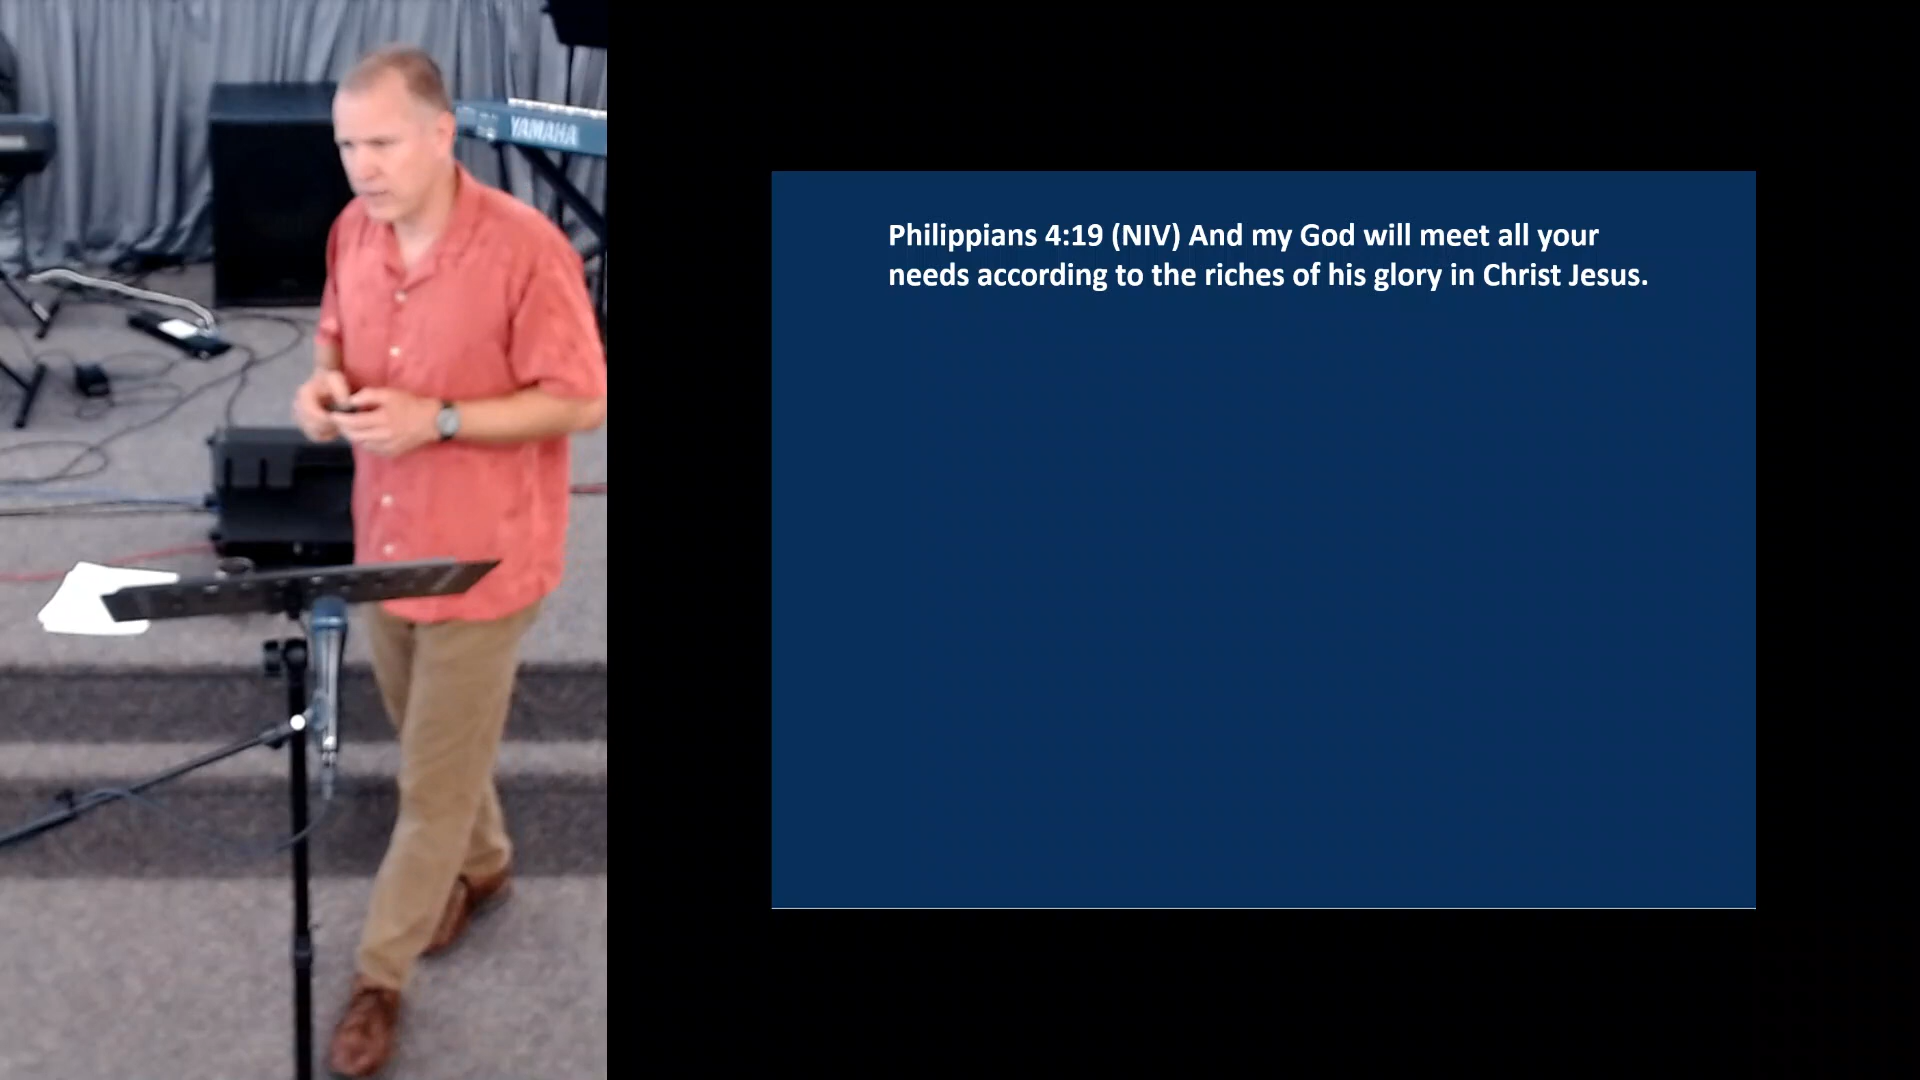 YAMAHA
Philippians 4:19 (NIV) And my God will meet all your
needs according to the riches of his glory in Christ Jesus.